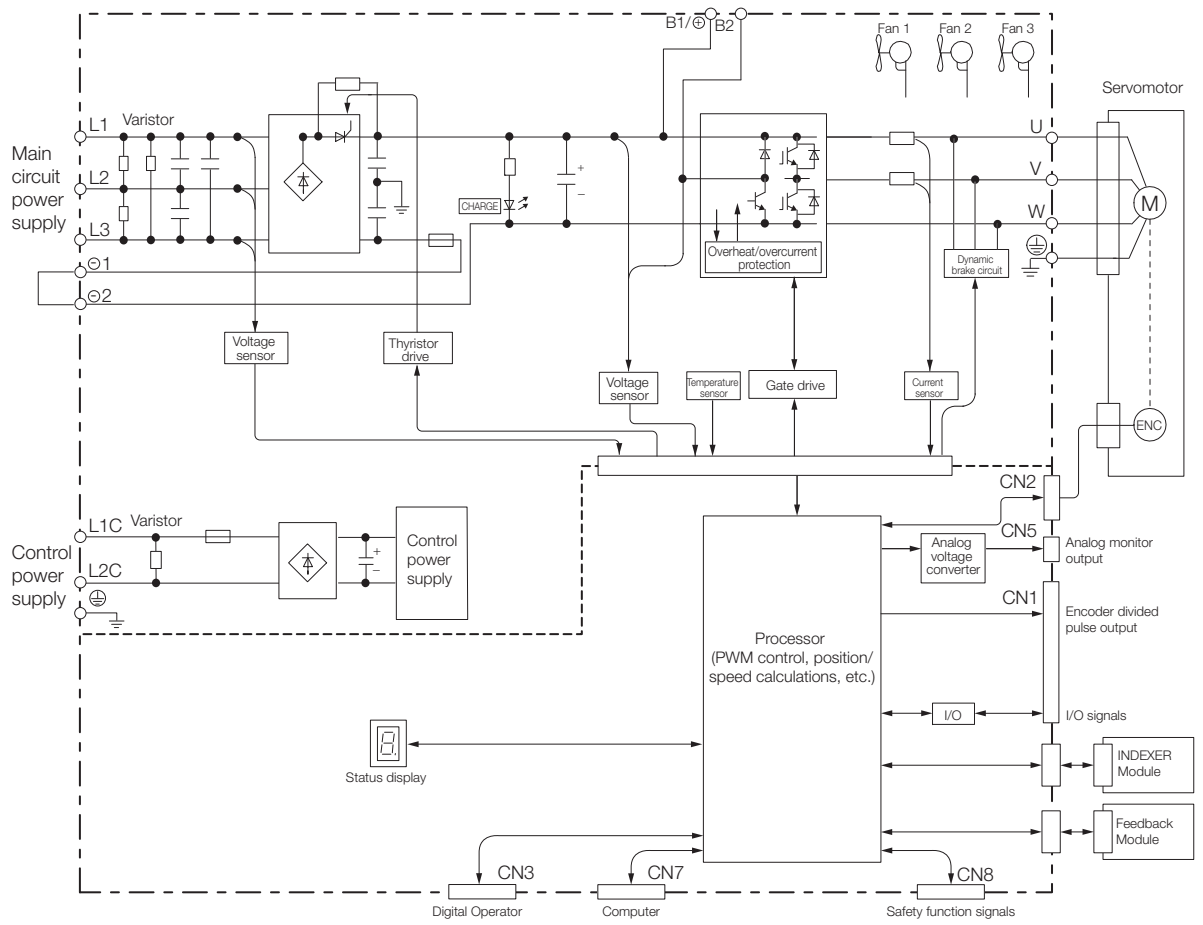 B1/⊕
B2
Fan 1
Fan 2
Fan 3
Servomotor
L1
Varistor
U
Main
circuit
power
supply
L2
V
CHARGE
+
–
M
L3
W
Overheat/overcurrent
protection
Dynamic
brake circuit
⊖1
⊖2
Voltage
sensor
Thyristor
drive
Voltage
sensor
Temperature
sensor
Gate drive
Current
sensor
ENC
CN2
L1C
Varistor
Control
power
supply
L2C
+
–
Control
power
supply
CN5
Analog
voltage
converter
Analog monitor
output
CN1
Encoder divided
pulse output
Processor
(PWM control, position/
speed calculations, etc.)
I/O
I/O signals
8.
Status display
INDEXER
Module
Feedback
Module
CN3
CN7
CN8
Digital Operator
Computer
Safety function signals